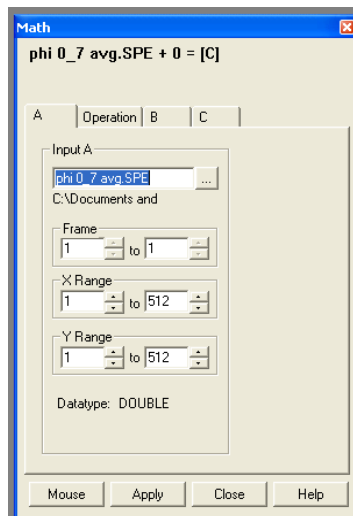 Math
phi 0_7 avg.SPE + 0 = [C]
A Operation B C
Input A
phi 0_7 avg.SPE ...
C:\Documents and
Frame
1 to 1
X Range
1 to 512
Y Range
1 to 512
Datatype: DOUBLE
Mouse Apply Close Help